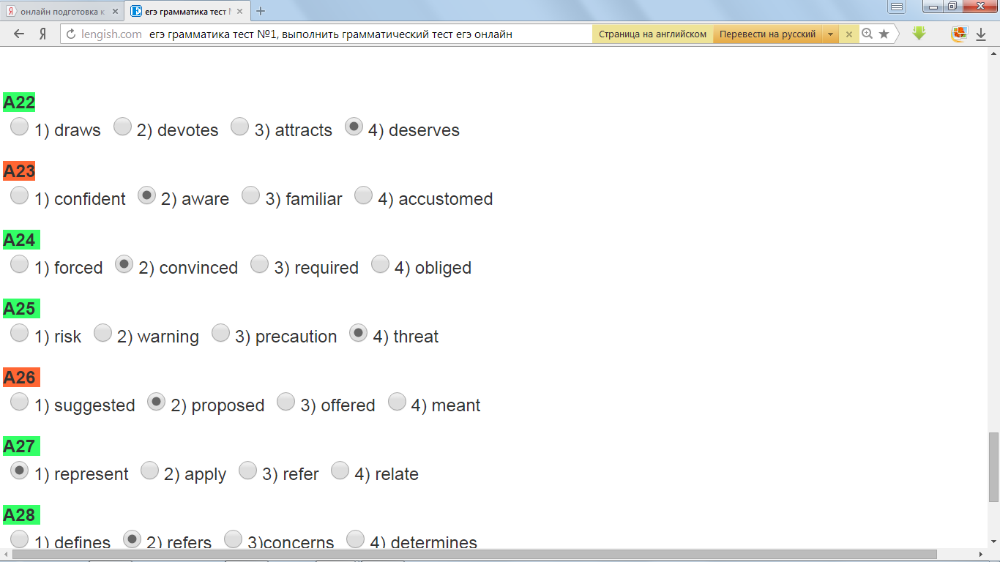 онлайн подготовка к
егэ грамматика тест №
lengish.com егэ грамматика тест №1, выполнить грамматический тест егэ онлайн
Страница на английском Перевести на русский
A22
1) draws 2) devotes 3) attracts 4) deserves
A23
1) confident 2) aware 3) familiar 4) accustomed
A24
1) forced 2) convinced 3) required 4) obliged
A25
1) risk 2) warning 3) precaution 4) threat
A26
1) suggested 2) proposed 3) offered 4) meant
A27
1) represent 2) apply 3) refer 4) relate
A28
1) defines 2) refers 3)concerns 4) determines